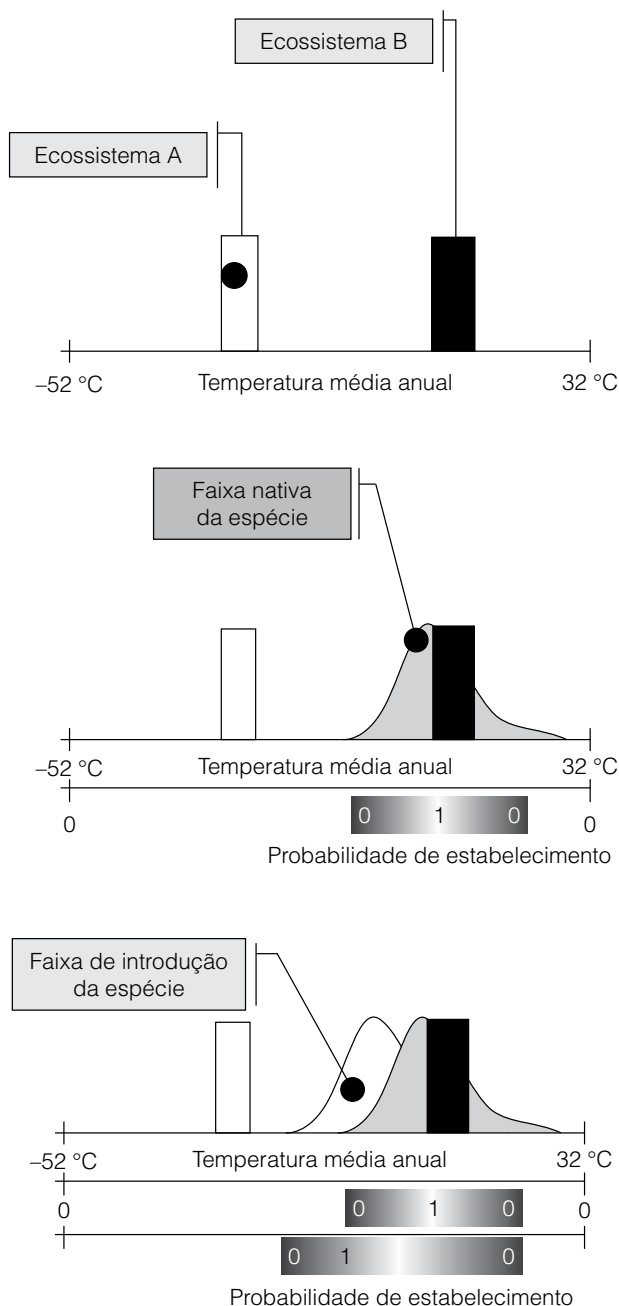 Ecossistema B
Ecossistema A
–52 °C
Temperatura média anual
32 °C
Faixa nativa
da espécie
–52 °C
Temperatura média anual
32 °C
0
0 1 0
0
Probabilidade de estabelecimento
Faixa de introdução
da espécie
–52 °C
Temperatura média anual
32 °C
0
0 1 0
0
0 1 0
Probabilidade de estabelecimento